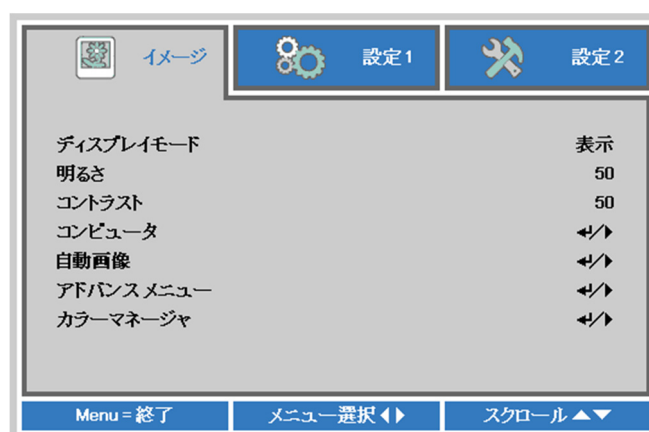 イメージ 設定1 設定2
ディスプレイモード 表示
明るさ 50
コントラスト 50
コンピュータ ↵/▶
自動画像 ↵/▶
アドバンスメニュー ↵/▶
カラーマネージャ ↵/▶
Menu = 終了 メニュー選択 ◀▶ スクロール ▲▼